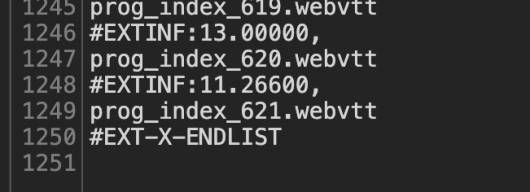 1245 prog_index_619.webvtt
1246 #EXTINF:13.00000,
1247 prog_index_620.webvtt
1248 #EXTINF:11.26600,
1249 prog_index_621.webvtt
1250 #EXT-X-ENDLIST
1251